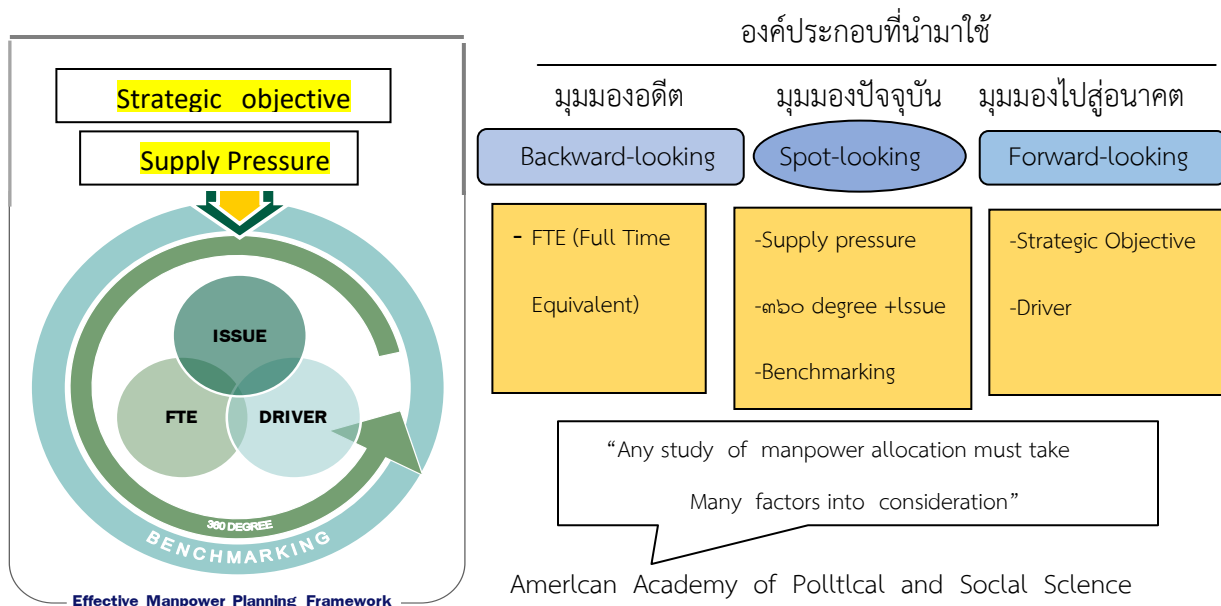 Strategic objective
Supply Pressure
ISSUE
FTE
DRIVER
360 DEGREE
BENCHMARKING
Effective Manpower Planning Framework
องค์ประกอบที่นำมาใช้
มุมมองอดีต
มุมมองปัจจุบัน
มุมมองไปสู่อนาคต
Backward-looking
Spot-looking
Forward-looking
- FTE (Full Time
Equivalent)
-Supply pressure
-๓๖๐ degree +lssue
-Benchmarking
-Strategic Objective
-Driver
“Any study of manpower allocation must take
Many factors into consideration”
Amerlcan Academy of Polltlcal and Soclal Sclence